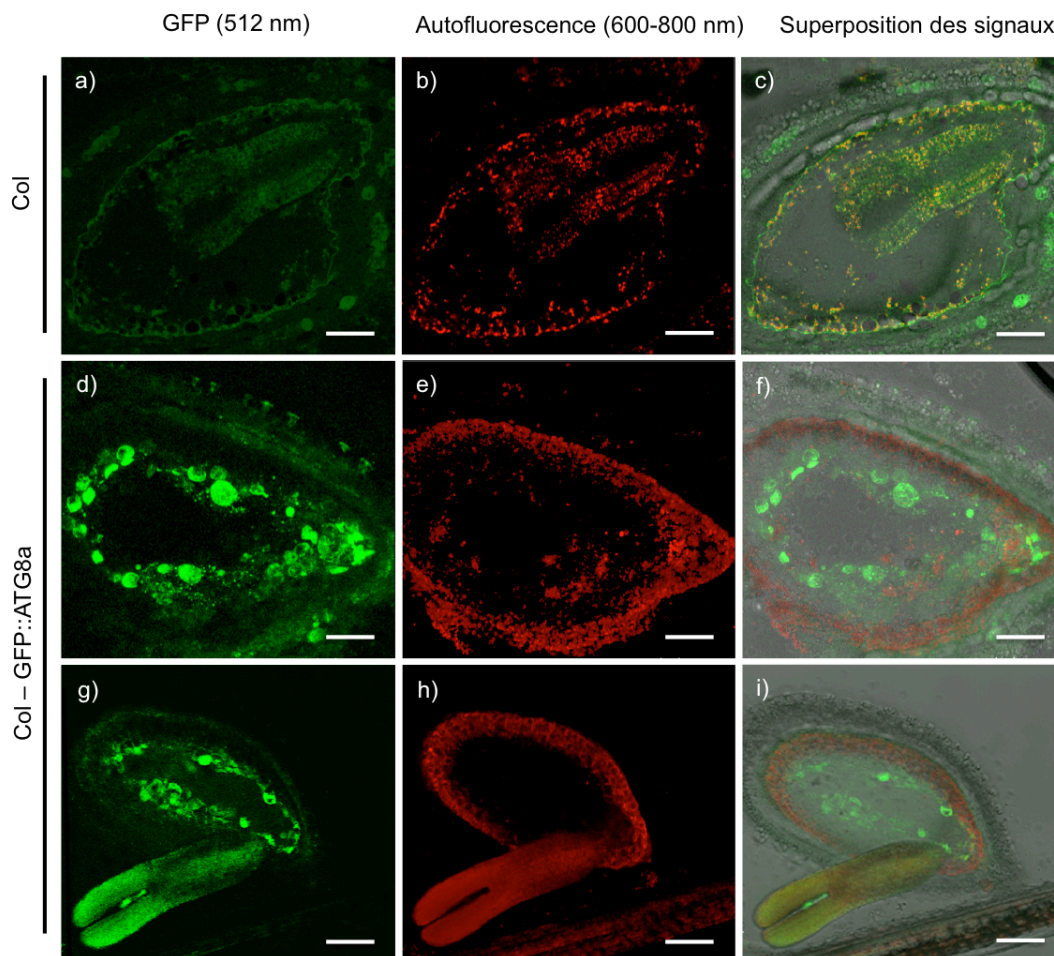 GFP (512 nm)
Autofluorescence (600-800 nm)
Superposition des signaux
Col
a)
b)
c)
Col – GFP::ATG8a
d)
e)
f)
g)
h)
i)